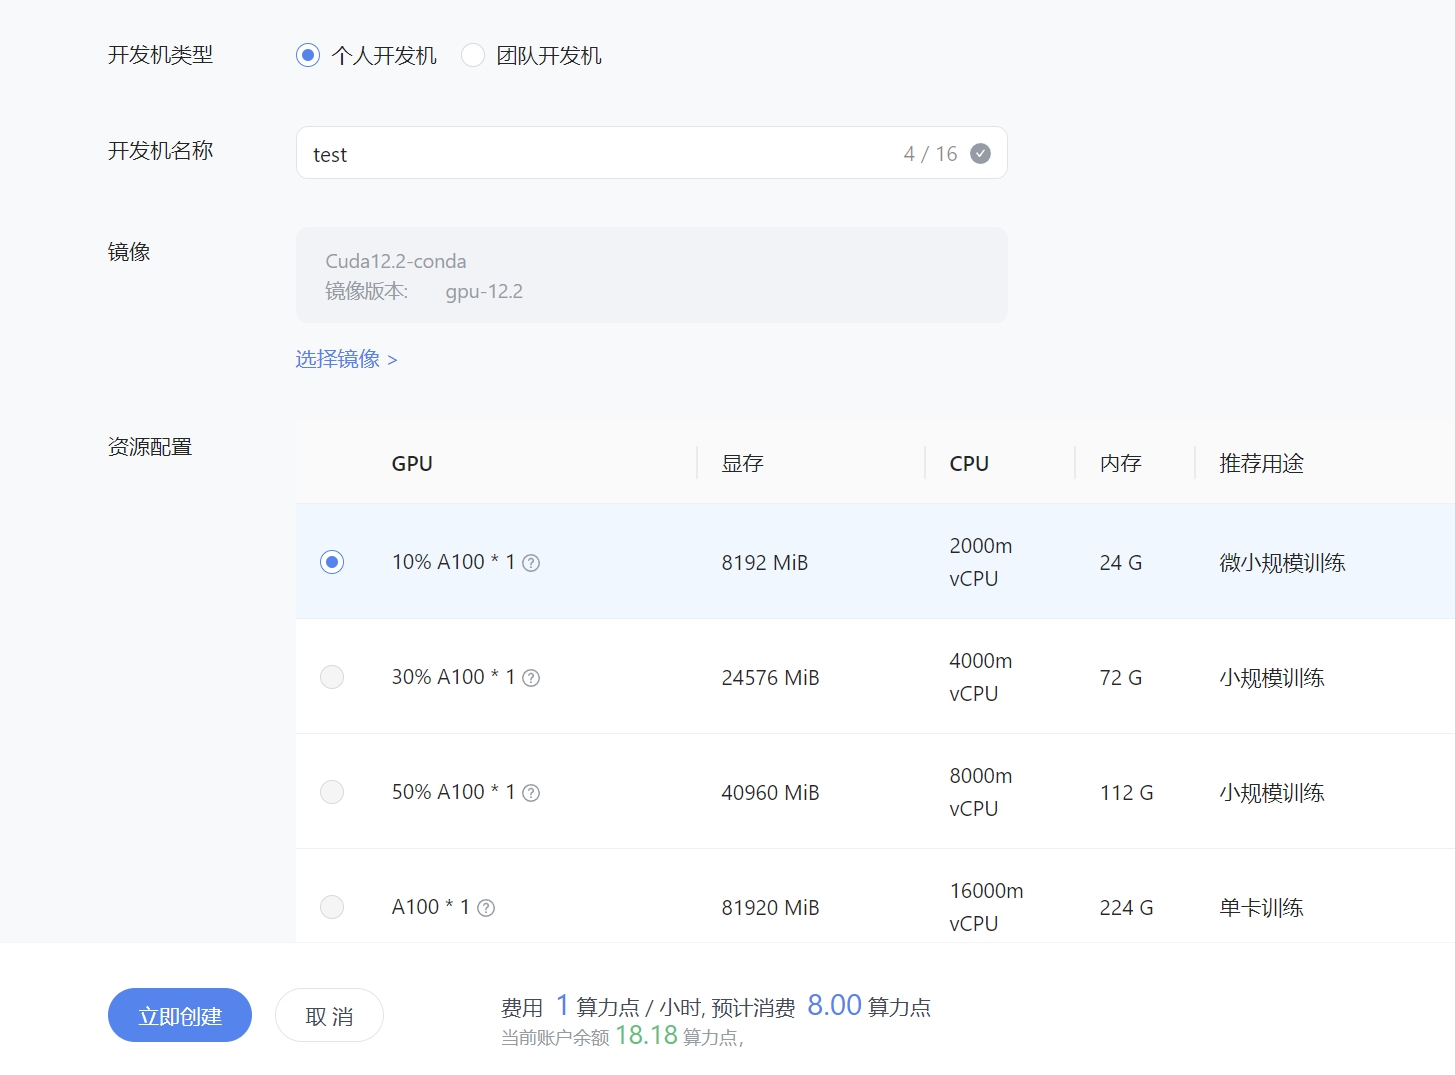 开发机类型 个人开发机 团队开发机
开发机名称 test 4 / 16
镜像 Cuda12.2-conda
镜像版本: gpu-12.2
选择镜像 >
资源配置 GPU 显存 CPU 内存 推荐用途
10% A100 * 1 ? 8192 MiB 2000m vCPU 24 G 微小规模训练
30% A100 * 1 ? 24576 MiB 4000m vCPU 72 G 小规模训练
50% A100 * 1 ? 40960 MiB 8000m vCPU 112 G 小规模训练
A100 * 1 ? 81920 MiB 16000m vCPU 224 G 单卡训练
立即创建 取 消 费用 1 算力点 / 小时, 预计消费 8.00 算力点
当前账户余额 18.18 算力点,